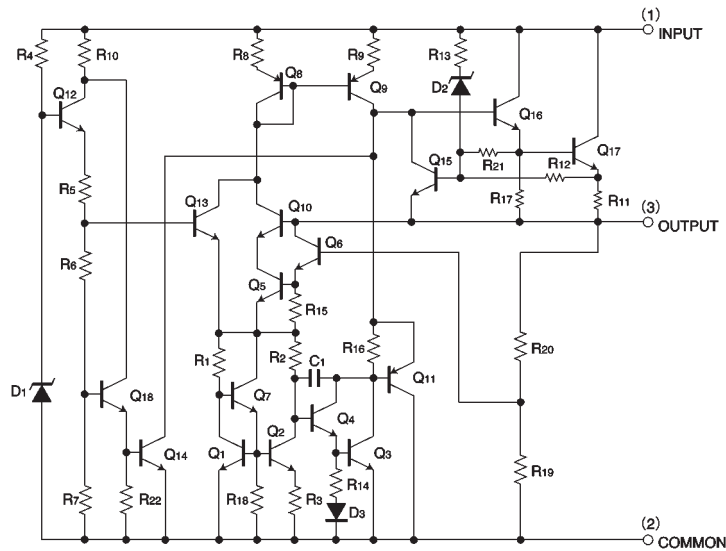 (1)
INPUT
R4
R10
R8
R9
R13
Q8
Q9
D2
Q12
Q16
Q17
Q15
R21
R12
R5
Q13
Q10
R17
R11
(3)
OUTPUT
Q6
R6
Q5
R15
R1
R2
C1
R16
R20
Q11
D1
Q18
Q7
Q4
Q2
Q14
Q1
Q3
R19
R7
R22
R18
R3
R14
D3
(2)
COMMON